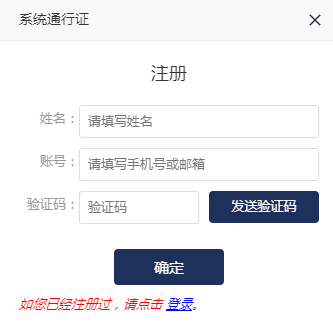 系统通行证
注册
姓名： 请填写姓名
账号： 请填写手机号或邮箱
验证码： 验证码 发送验证码
确定
如您已经注册过，请点击 登录。